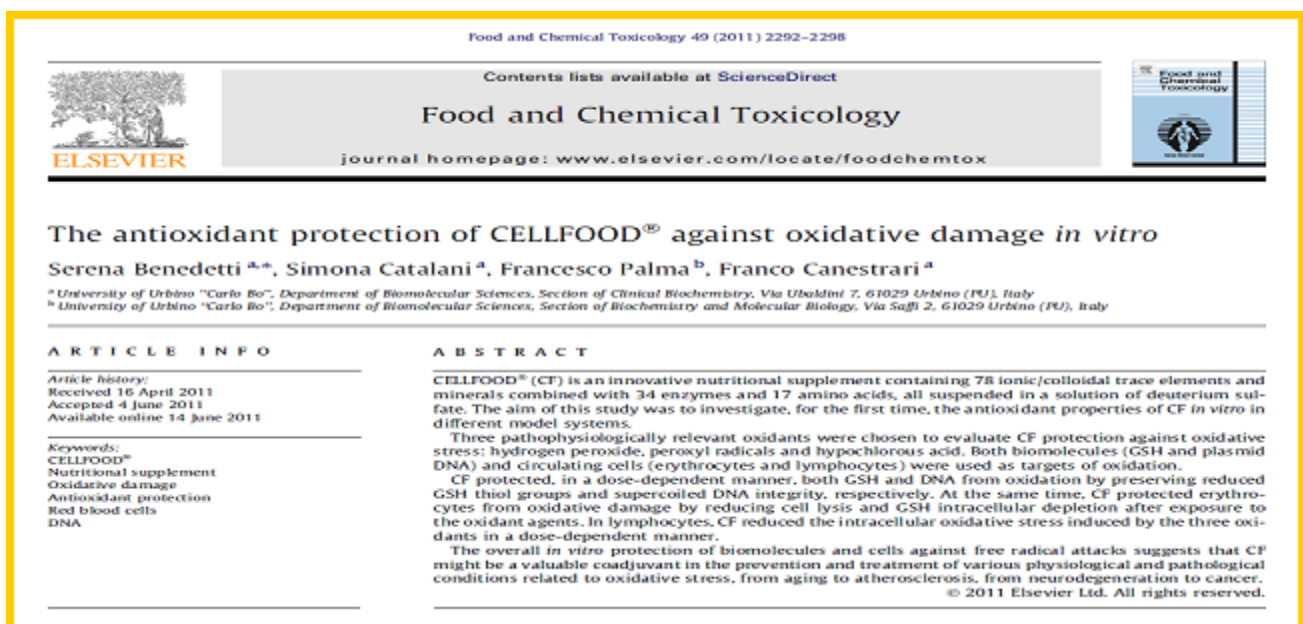 Food and Chemical Toxicology 49 (2011) 2292–2298
Contents lists available at ScienceDirect
Food and Chemical Toxicology
journal homepage: www.elsevier.com/locate/foodchemtox
ELSEVIER
Food and
Chemical
Toxicology
The antioxidant protection of CELLFOOD® against oxidative damage in vitro
Serena Benedetti a,*, Simona Catalani a, Francesco Palma b, Franco Canestrari a
a University of Urbino "Carlo Bo", Department of Biomolecular Sciences, Section of Clinical Biochemistry, Via Ubaldini 7, 61029 Urbino (PU), Italy
b University of Urbino "Carlo Bo", Department of Biomolecular Sciences, Section of Biochemistry and Molecular Biology, Via Saffi 2, 61029 Urbino (PU), Italy
ARTICLE INFO
Article history:
Received 16 April 2011
Accepted 4 June 2011
Available online 14 June 2011
Keywords:
CELLFOOD®
Nutritional supplement
Oxidative damage
Antioxidant protection
Red blood cells
DNA
ABSTRACT
CELLFOOD® (CF) is an innovative nutritional supplement containing 78 ionic/colloidal trace elements and
minerals combined with 34 enzymes and 17 amino acids, all suspended in a solution of deuterium sul-
fate. The aim of this study was to investigate, for the first time, the antioxidant properties of CF in vitro in
different model systems.
Three pathophysiologically relevant oxidants were chosen to evaluate CF protection against oxidative
stress: hydrogen peroxide, peroxyl radicals and hypochlorous acid. Both biomolecules (GSH and plasmid
DNA) and circulating cells (erythrocytes and lymphocytes) were used as targets of oxidation.
CF protected, in a dose-dependent manner, both GSH and DNA from oxidation by preserving reduced
GSH thiol groups and supercoiled DNA integrity, respectively. At the same time, CF protected erythro-
cytes from oxidative damage by reducing cell lysis and GSH intracellular depletion after exposure to
the oxidant agents. In lymphocytes, CF reduced the intracellular oxidative stress induced by the three oxi-
dants in a dose-dependent manner.
The overall in vitro protection of biomolecules and cells against free radical attacks suggests that CF
might be a valuable coadjuvant in the prevention and treatment of various physiological and pathological
conditions related to oxidative stress, from aging to atherosclerosis, from neurodegeneration to cancer.
© 2011 Elsevier Ltd. All rights reserved.